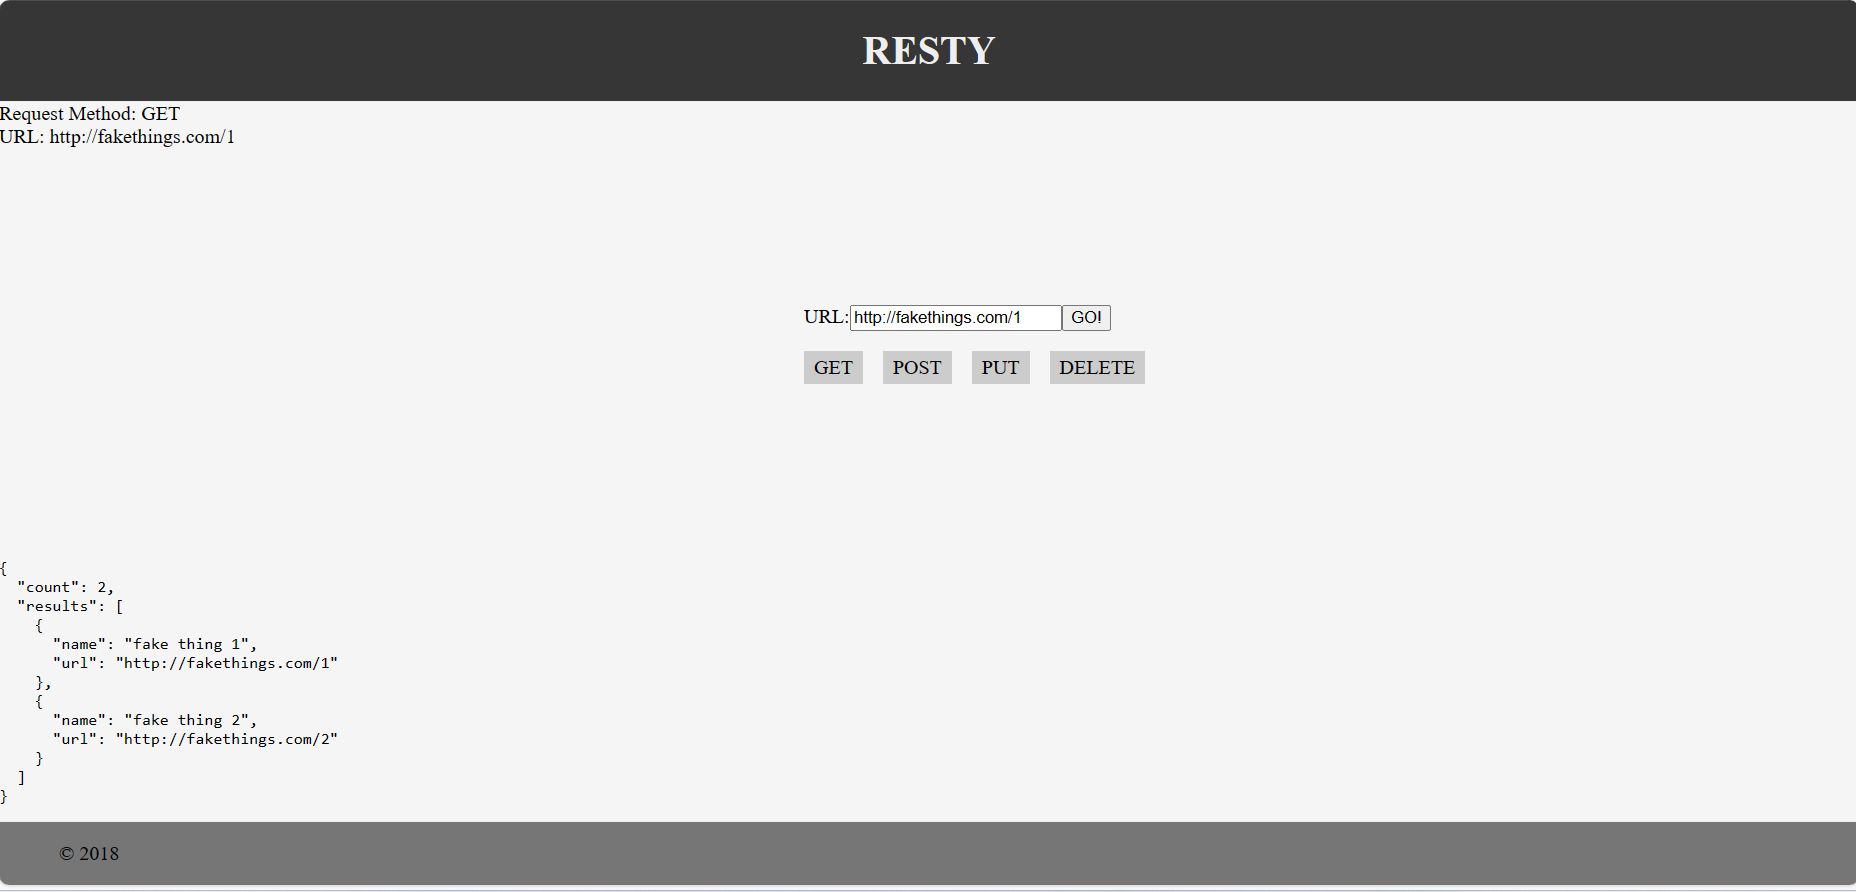 RESTY
Request Method: GET
URL: http://fakethings.com/1
URL: http://fakethings.com/1 GO!
GET POST PUT DELETE
{
  "count": 2,
  "results": [
    {
      "name": "fake thing 1",
      "url": "http://fakethings.com/1"
    },
    {
      "name": "fake thing 2",
      "url": "http://fakethings.com/2"
    }
  ]
}
© 2018